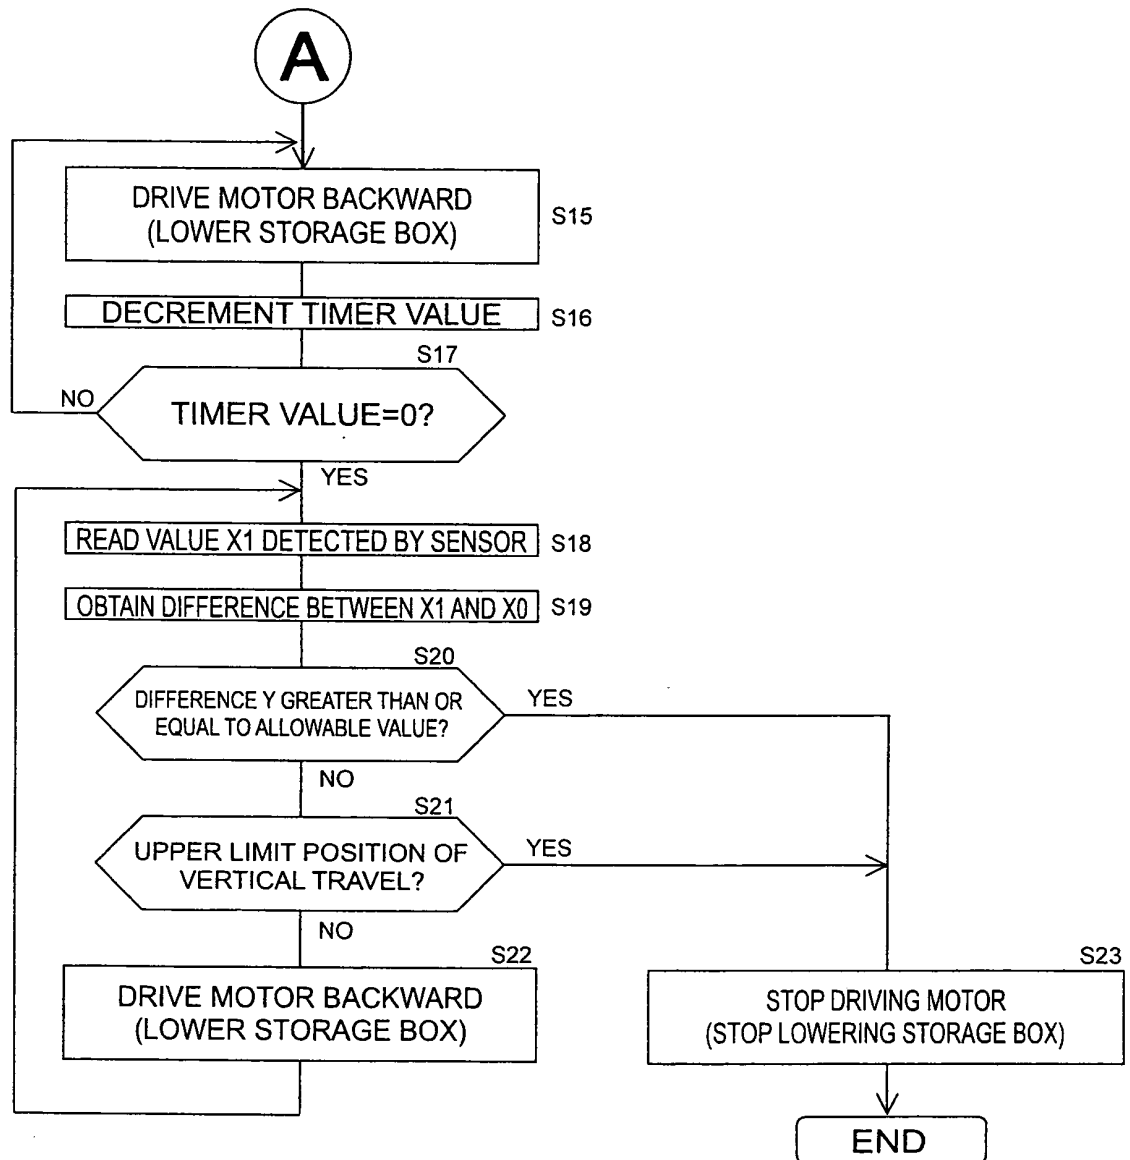 A
DRIVE MOTOR BACKWARD
(LOWER STORAGE BOX)
S15
DECREMENT TIMER VALUE
S16
S17
NO
TIMER VALUE=0?
YES
READ VALUE X1 DETECTED BY SENSOR
S18
OBTAIN DIFFERENCE BETWEEN X1 AND X0
S19
S20
DIFFERENCE Y GREATER THAN OR
EQUAL TO ALLOWABLE VALUE?
YES
NO
S21
UPPER LIMIT POSITION OF
VERTICAL TRAVEL?
YES
NO
S22
DRIVE MOTOR BACKWARD
(LOWER STORAGE BOX)
S23
STOP DRIVING MOTOR
(STOP LOWERING STORAGE BOX)
END